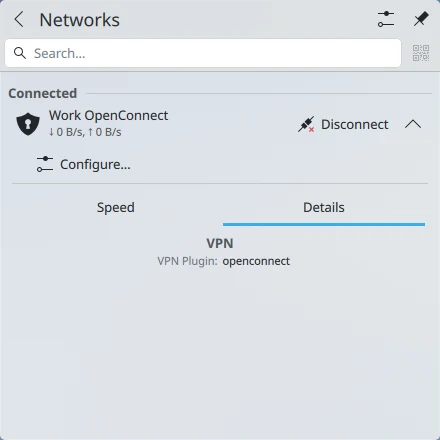 Networks
Search...
Connected
Work OpenConnect
↓ 0 B/s, ↑ 0 B/s
Disconnect
Configure...
Speed
Details
VPN
VPN Plugin: openconnect